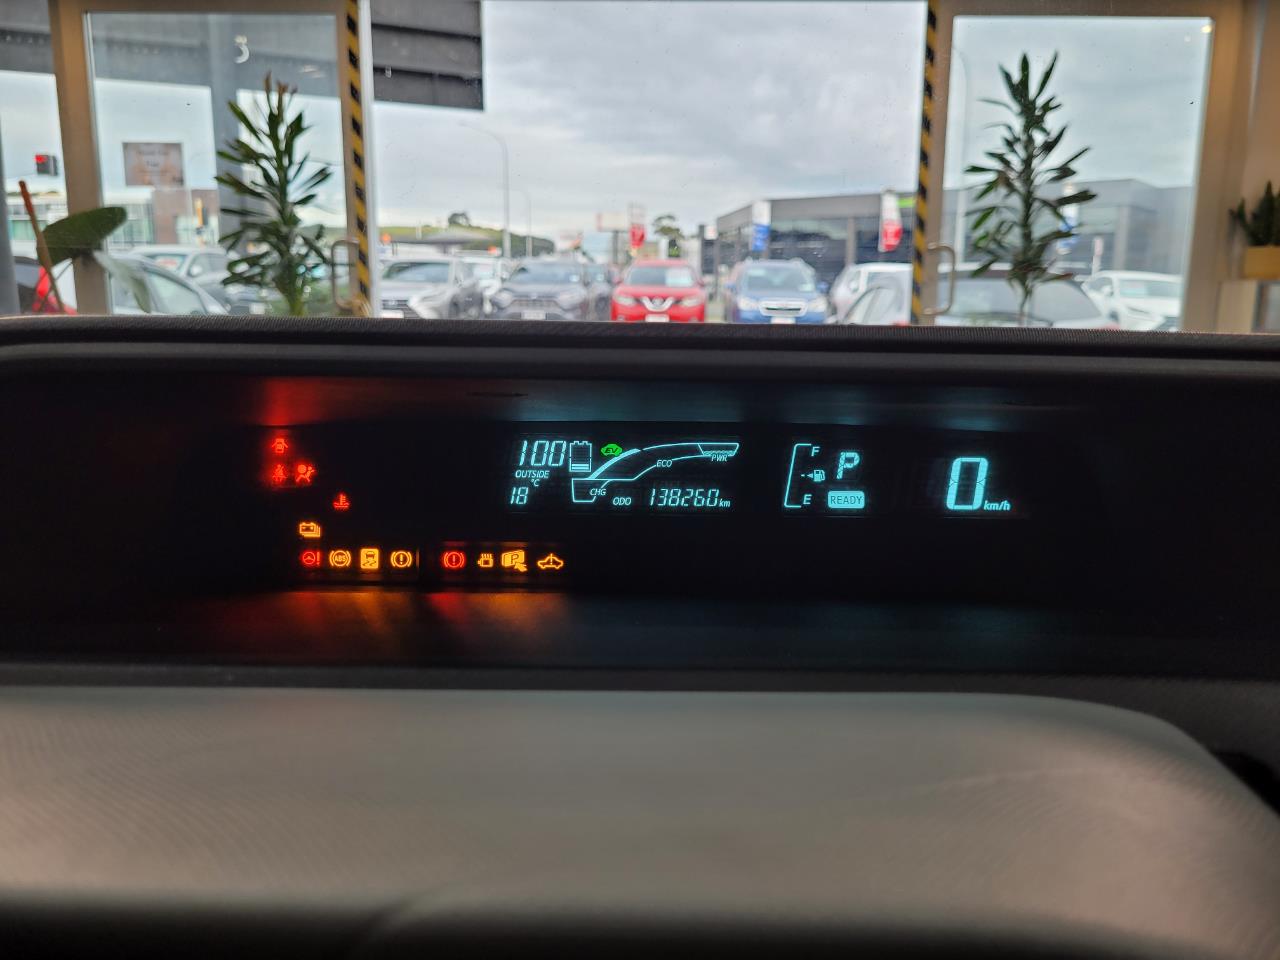 100
OUTSIDE
°C
18
EV
ECO
PWR
CHG
ODO 138260 km
F
E
P
READY
0 km/h
ABS
P